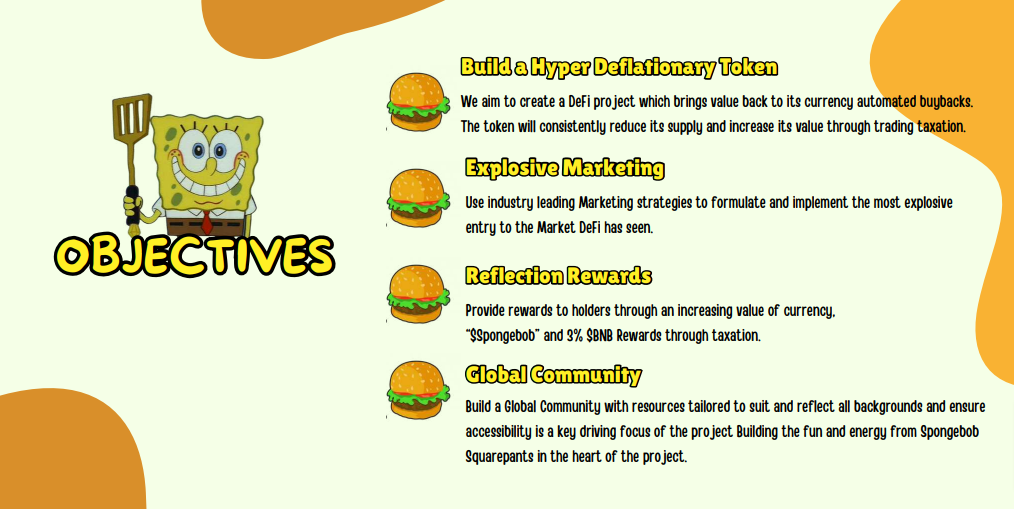 OBJECTIVES
Build a Hyper Deflationary Token
We aim to create a DeFi project which brings value back to its currency automated buybacks.
The token will consistently reduce its supply and increase its value through trading taxation.
Explosive Marketing
Use industry leading Marketing strategies to formulate and implement the most explosive
entry to the Market DeFi has seen.
Reflection Rewards
Provide rewards to holders through an increasing value of currency,
"$Spongebob" and 3% $BNB Rewards through taxation.
Global Community
Build a Global Community with resources tailored to suit and reflect all backgrounds and ensure
accessibility is a key driving focus of the project Building the fun and energy from Spongebob
Squarepants in the heart of the project.